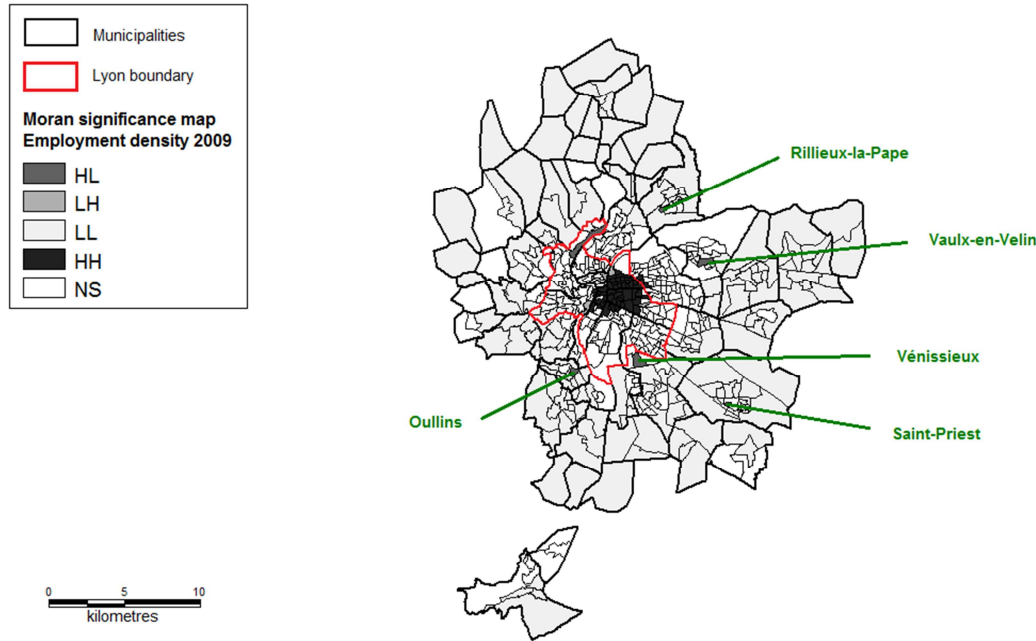 Municipalities
Lyon boundary
Moran significance map
Employment density 2009
HL
LH
LL
HH
NS
Rillieux-la-Pape
Vaulx-en-Velin
Vénissieux
Oullins
Saint-Priest
0 5 10
kilometres